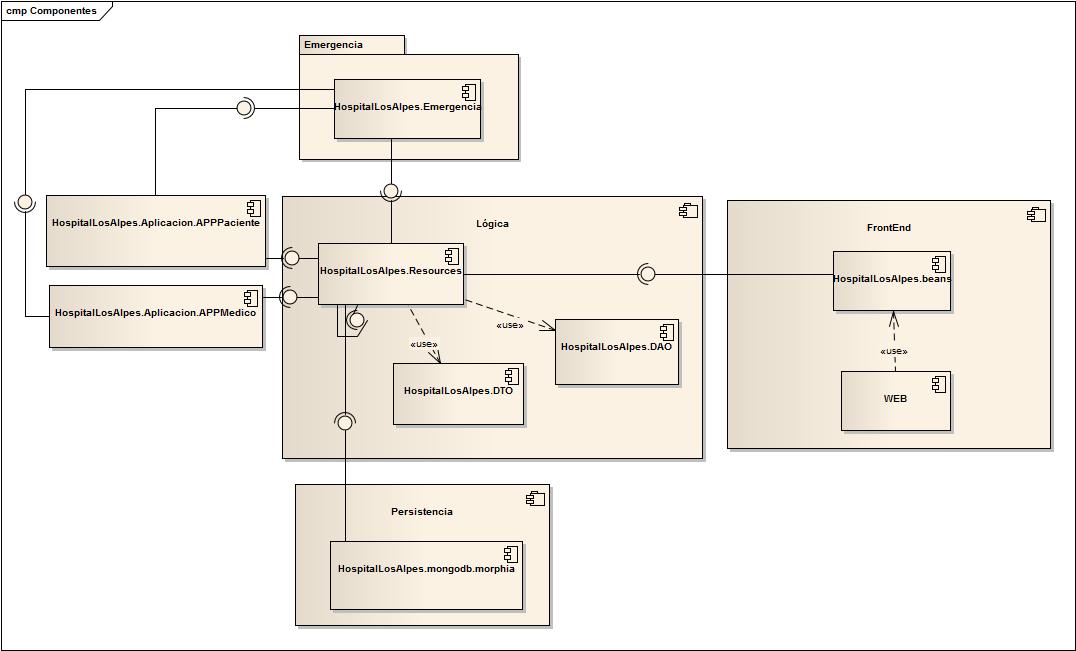 cmp Componentes
Emergencia
HospitalLosAlpes.Emergencia
HospitalLosAlpes.Aplicacion.APPPaciente
Lógica
FrontEnd
HospitalLosAlpes.Resources
HospitalLosAlpes.beans
HospitalLosAlpes.Aplicacion.APPMedico
«use»
HospitalLosAlpes.DAO
«use»
«use»
HospitalLosAlpes.DTO
WEB
Persistencia
HospitalLosAlpes.mongodb.morphia